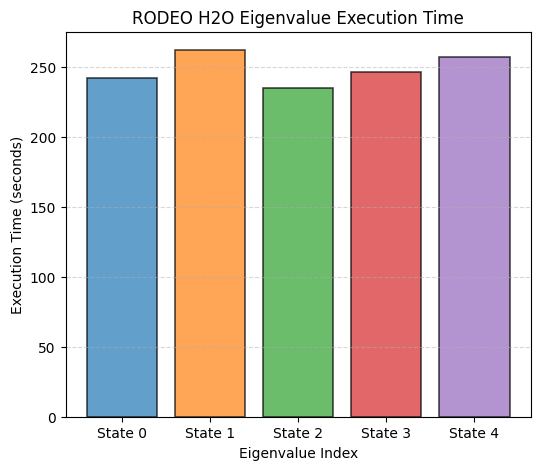 RODEO H2O Eigenvalue Execution Time
Execution Time (seconds)
250
200
150
100
50
0
State 0 State 1 State 2 State 3 State 4
Eigenvalue Index